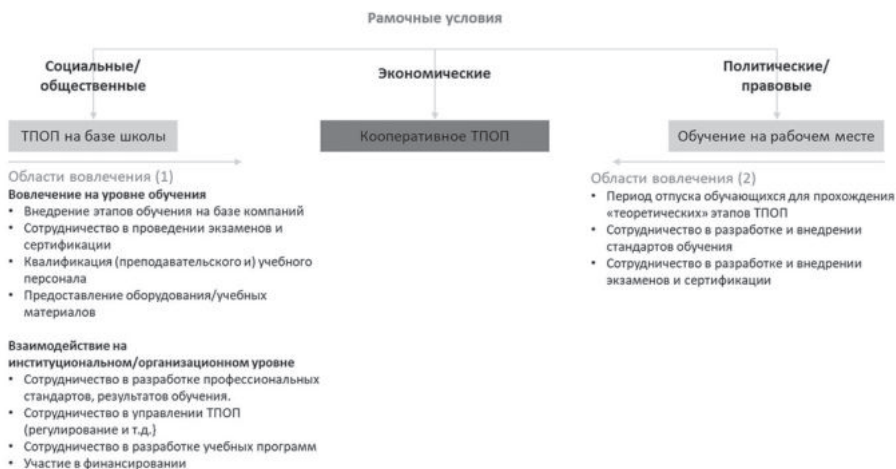 Рамочные условия
Социальные/
общественные
Экономические
Политические/
правовые
ТПОП на базе школы
Кооперативное ТПОП
Обучение на рабочем месте
Области вовлечения (1)
Вовлечение на уровне обучения
• Внедрение этапов обучения на базе компаний
• Сотрудничество в проведении экзаменов и
сертификации
• Квалификация (преподавательского и) учебного
персонала
• Предоставление оборудования/учебных
материалов
Взаимодействие на
институциональном/организационном уровне
• Сотрудничество в разработке профессиональных
стандартов, результатов обучения.
• Сотрудничество в управлении ТПОП
(регулирование и т.д.}
• Сотрудничество в разработке учебных программ
• Участие в финансировании
Области вовлечения (2)
• Период отпуска обучающихся для прохождения
«теоретических» этапов ТПОП
• Сотрудничество в разработке и внедрении
стандартов обучения
• Сотрудничество в разработке и внедрении
экзаменов и сертификации